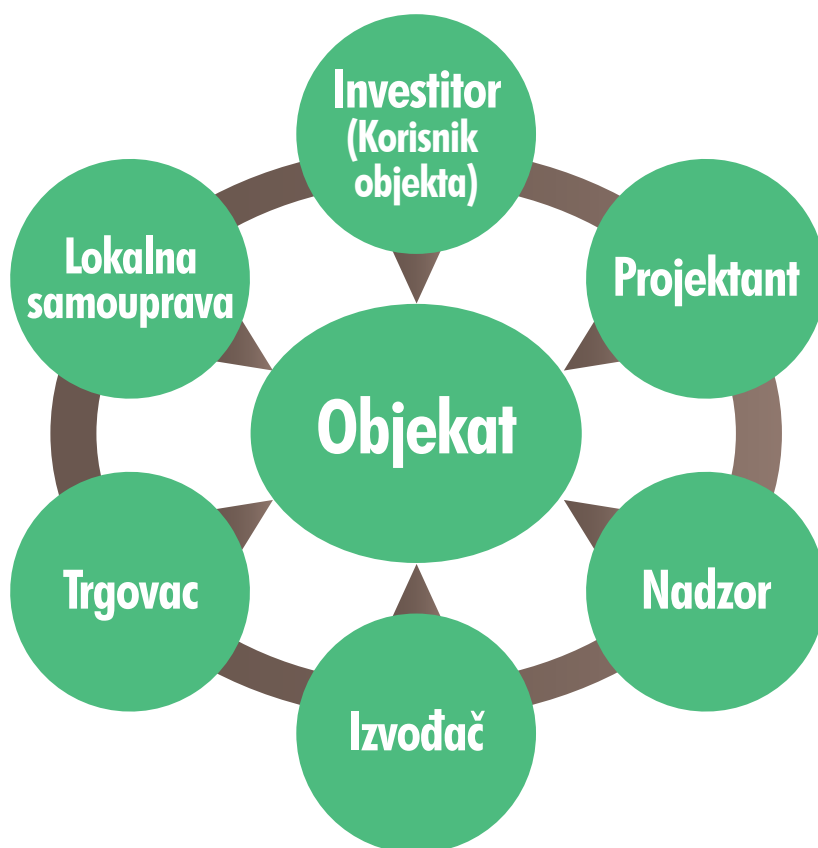 Investitor
(Korisnik
objekta)
Lokalna
samouprava
Projektant
Objekat
Trgovac
Nadzor
Izvođač